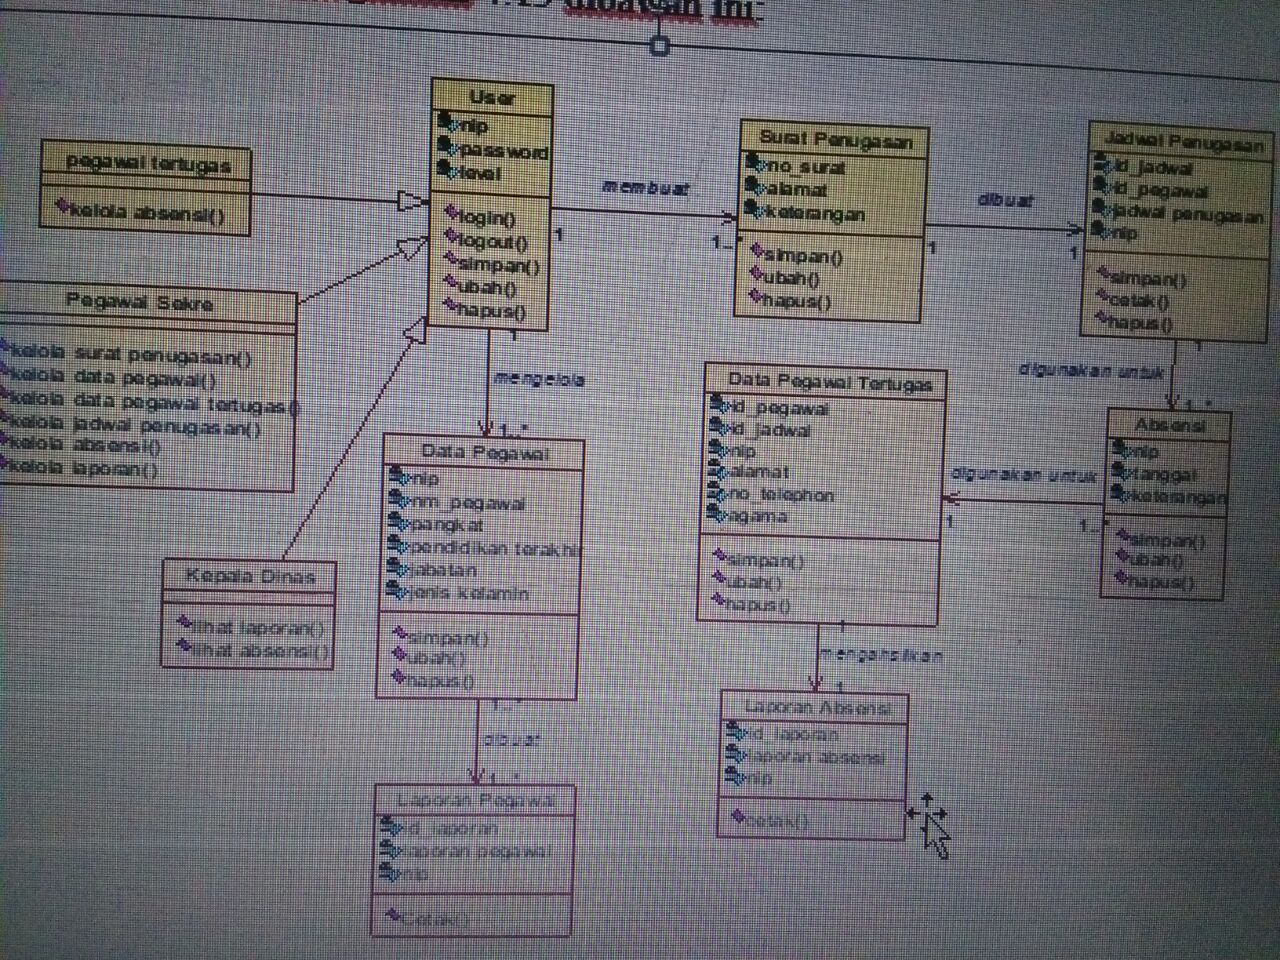 dibagan ini:
User
nip
password
level
login()
logout()
simpan()
ubah()
hapus()
pegawai tertugas
kelola absensi()
Pegawai Sekre
kelola surat penugasan()
kelola data pegawai()
kelola data pegawai tertugas()
kelola jadwal penugasan()
kelola absensi()
kelola laporan()
Kepala Dinas
lihat laporan()
lihat absensi()
membuat
1
1..*
Surat Penugasan
no_surat
alamat
keterangan
simpan()
ubah()
hapus()
dibuat
1
1
Jadwal Penugasan
id_jadwal
id_pegawai
jadwal penugasan
nip
simpan()
cetak()
hapus()
1
digunakan untuk
1..*
Absensi
nip
tanggal
keterangan
simpan()
ubah()
hapus()
digunakan untuk
1
1..
Data Pegawai Tertugas
id_pegawai
id_jadwal
nip
alamat
no_telephon
agama
simpan()
ubah()
hapus()
1
mengahsilkan
1
Laporan Absensi
id_laporan
laporan absensi
nip
cetak()
1
mengelola
1..*
Data Pegawai
nip
nm_pegawai
pangkat
pendidikan terakhir
jabatan
jenis kelamin
simpan()
ubah()
hapus()
1..*
dibuat
1..*
Laporan Pegawai
id_laporan
laporan pegawai
nip
Cetak()